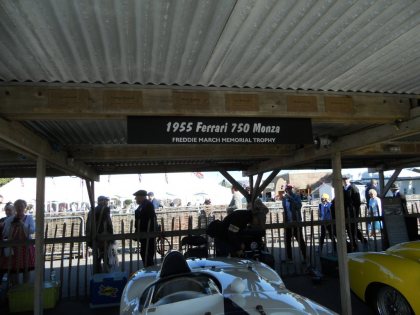 1955 Ferrari 750 Monza
FREDDIE MARCH MEMORIAL TROPHY